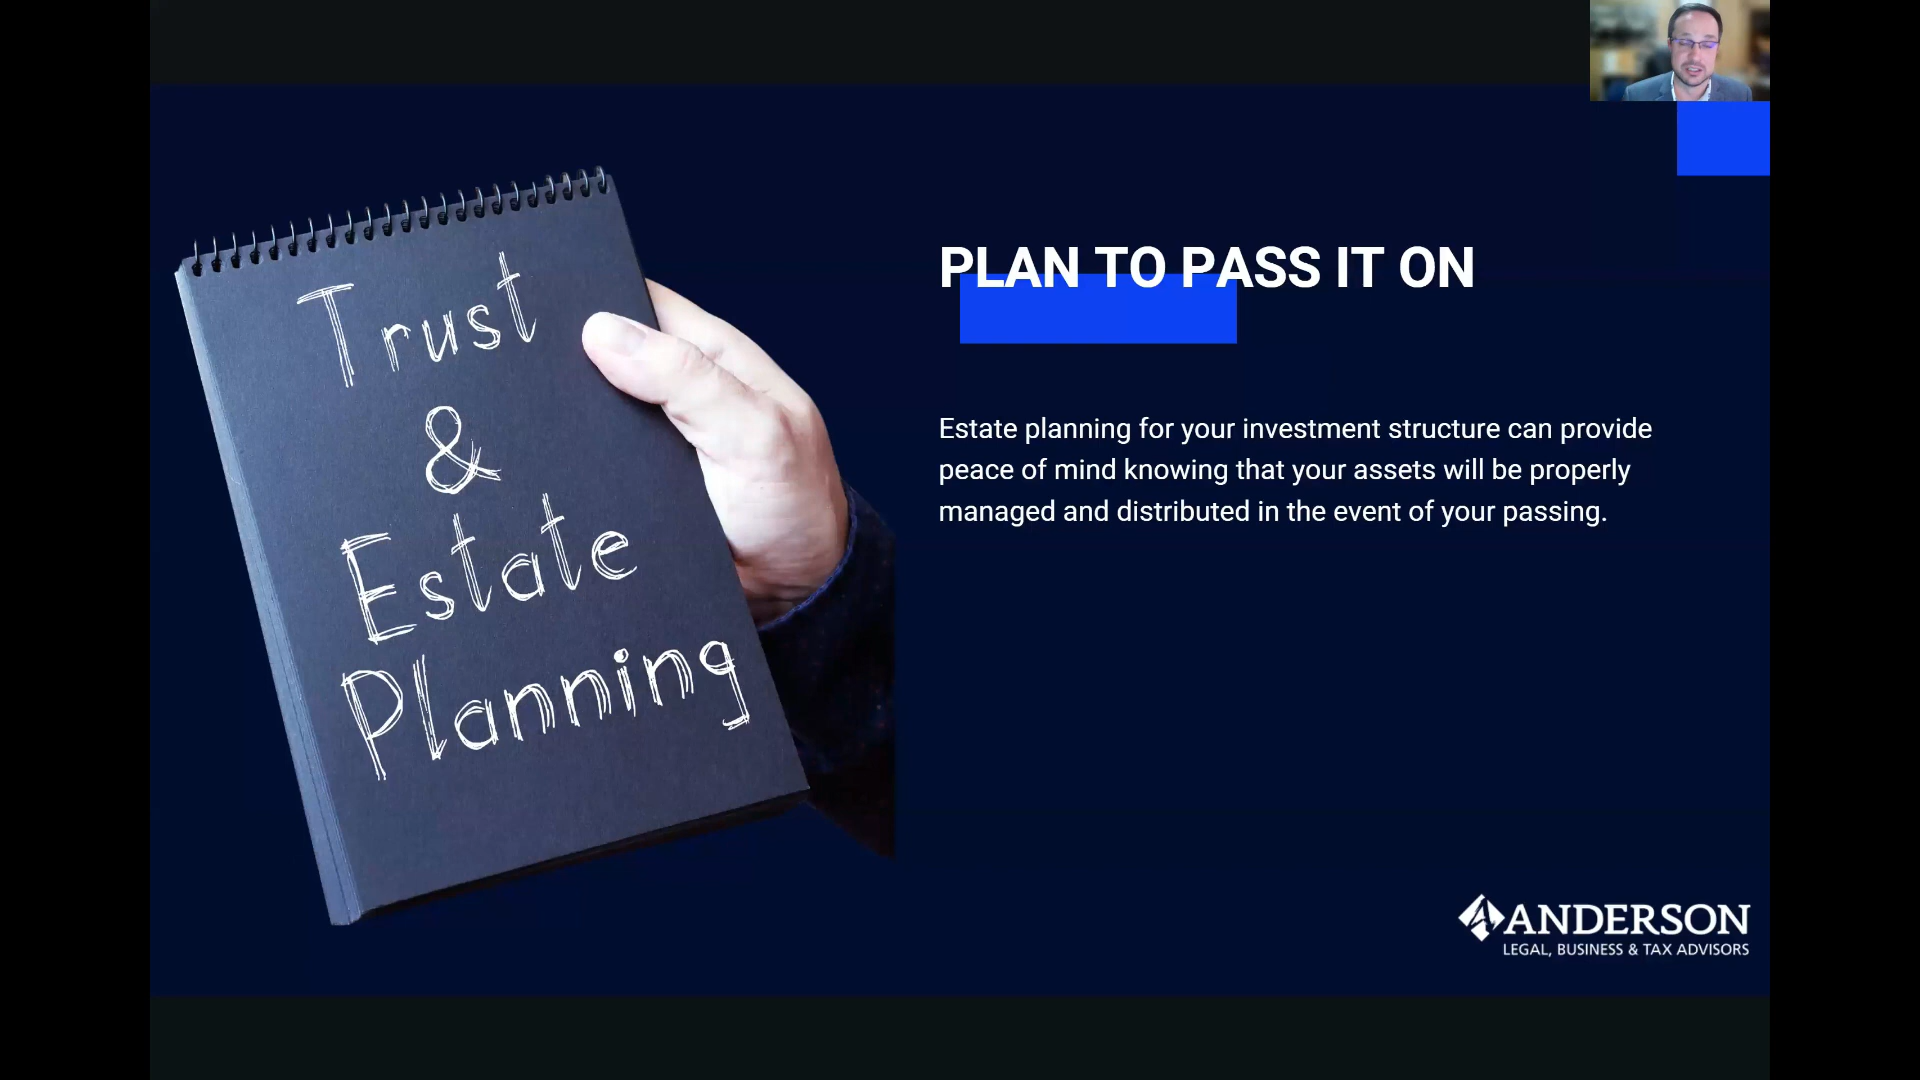 Trust
&
Estate
Planning
PLAN TO PASS IT ON
Estate planning for your investment structure can provide
peace of mind knowing that your assets will be properly
managed and distributed in the event of your passing.
ANDERSON
LEGAL, BUSINESS & TAX ADVISORS